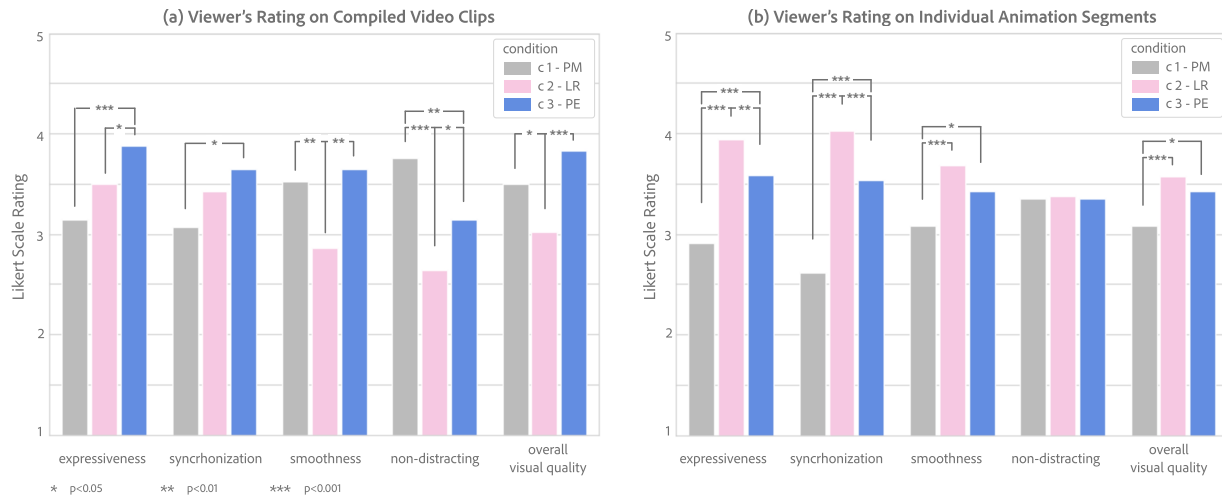 (a) Viewer's Rating on Compiled Video Clips
5
4
3
2
1
Likert Scale Rating
condition
c 1 - PM
c 2 - LR
c 3 - PE
***
*
*
**
**
**
***
*
*
***
expressiveness
syncrhonization
smoothness
non-distracting
overall
visual quality
* p<0.05
** p<0.01
*** p<0.001
(b) Viewer's Rating on Individual Animation Segments
5
4
3
2
1
Likert Scale Rating
condition
c 1 - PM
c 2 - LR
c 3 - PE
***
***
**
***
***
***
*
***
*
***
expressiveness
syncrhonization
smoothness
non-distracting
overall
visual quality